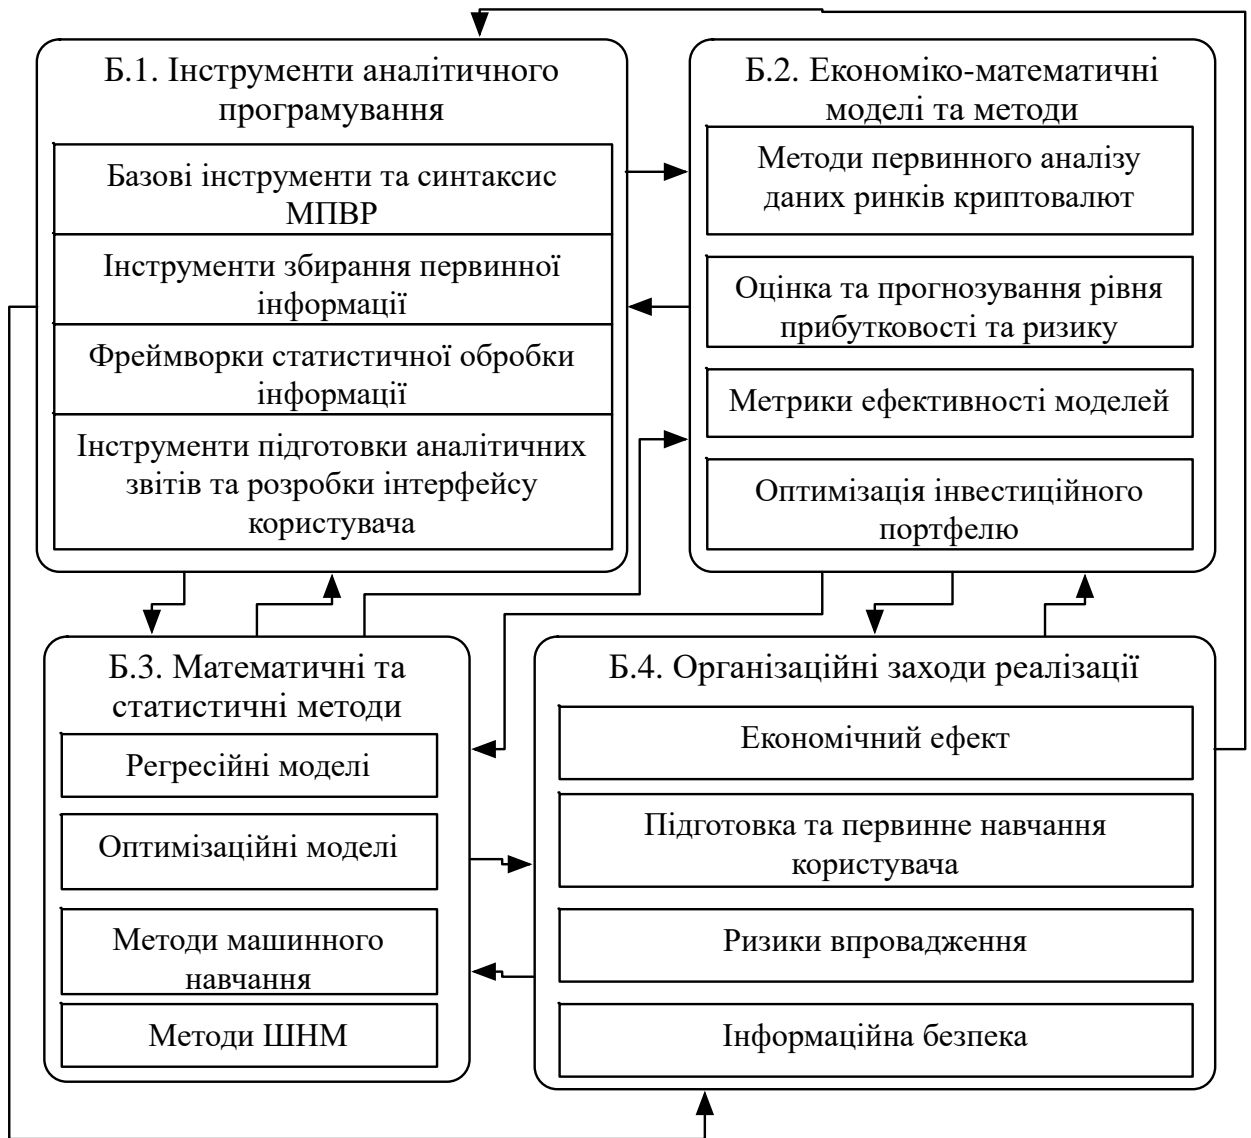 Б.1. Інструменти аналітичного
програмування
Базові інструменти та синтаксис
МПВР
Інструменти збирання первинної
інформації
Фреймворки статистичної обробки
інформації
Інструменти підготовки аналітичних
звітів та розробки інтерфейсу
користувача
Б.2. Економіко-математичні
моделі та методи
Методи первинного аналізу
даних ринків криптовалют
Оцінка та прогнозування рівня
прибутковості та ризику
Метрики ефективності моделей
Оптимізація інвестиційного
портфелю
Б.3. Математичні та
статистичні методи
Регресійні моделі
Оптимізаційні моделі
Методи машинного
навчання
Методи ШНМ
Б.4. Організаційні заходи реалізації
Економічний ефект
Підготовка та первинне навчання
користувача
Ризики впровадження
Інформаційна безпека